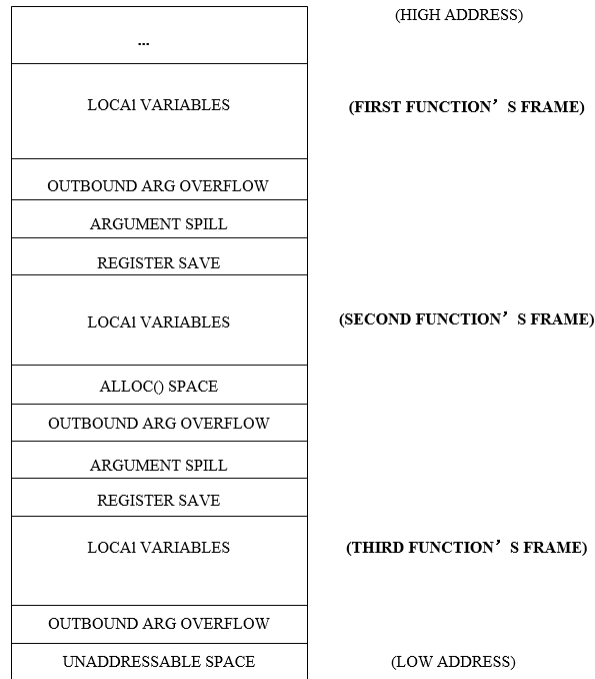 (HIGH ADDRESS)
...
LOCAl VARIABLES
(FIRST FUNCTION’S FRAME)
OUTBOUND ARG OVERFLOW
ARGUMENT SPILL
REGISTER SAVE
LOCAl VARIABLES
(SECOND FUNCTION’S FRAME)
ALLOC() SPACE
OUTBOUND ARG OVERFLOW
ARGUMENT SPILL
REGISTER SAVE
LOCAl VARIABLES
(THIRD FUNCTION’S FRAME)
OUTBOUND ARG OVERFLOW
UNADDRESSABLE SPACE
(LOW ADDRESS)